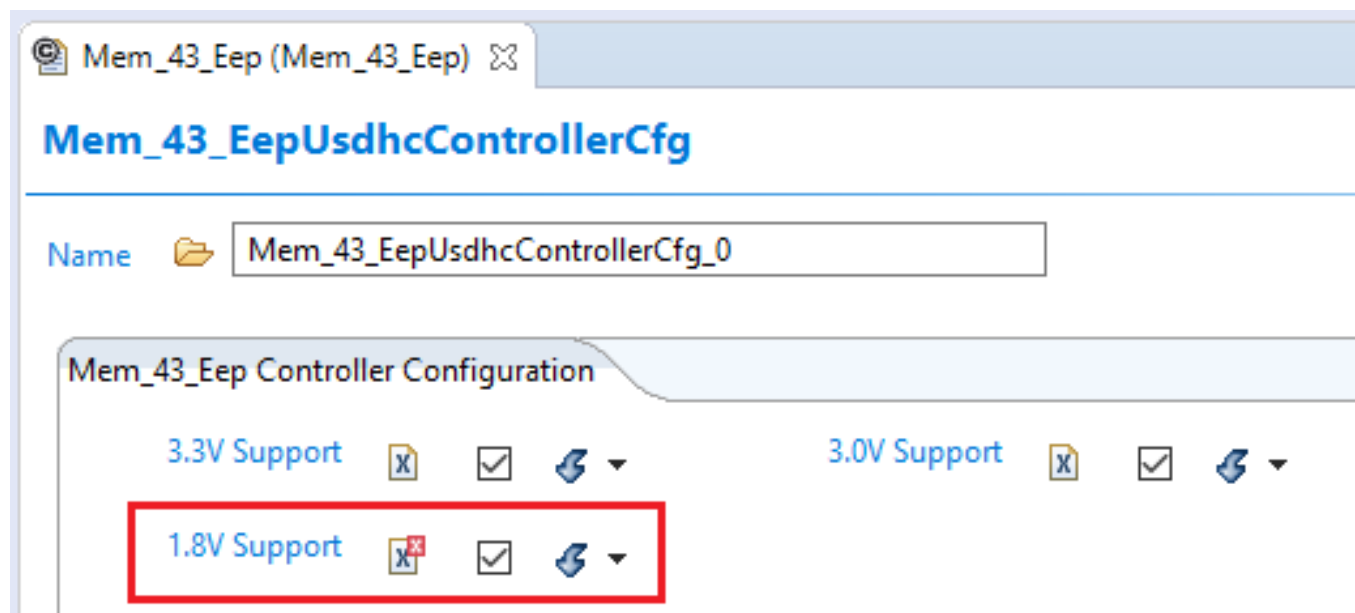 Mem_43_Eep (Mem_43_Eep)
Mem_43_EepUsdhcControllerCfg
Name Mem_43_EepUsdhcControllerCfg_0
Mem_43_Eep Controller Configuration
3.3V Support 3.0V Support
1.8V Support